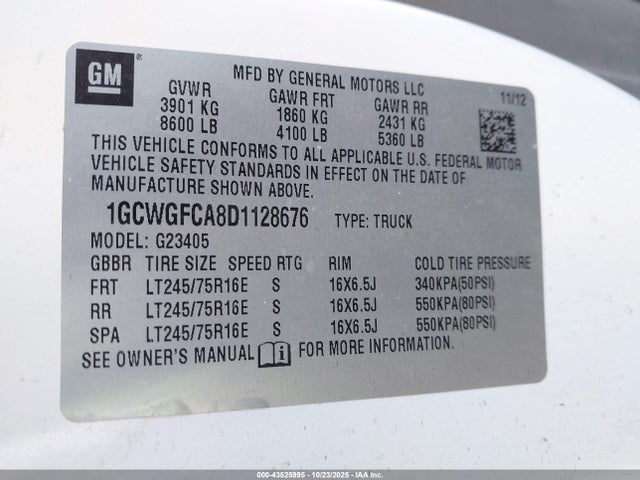 GM ®
MFD BY GENERAL MOTORS LLC
11/12
GVWR GAWR FRT GAWR RR
3901 KG 1860 KG 2431 KG
8600 LB 4100 LB 5360 LB
THIS VEHICLE CONFORMS TO ALL APPLICABLE U.S. FEDERAL MOTOR
VEHICLE SAFETY STANDARDS IN EFFECT ON THE DATE OF
MANUFACTURE SHOWN ABOVE.
1GCWGFCA8D1128676 TYPE: TRUCK
MODEL: G23405
GBBR TIRE SIZE SPEED RTG RIM COLD TIRE PRESSURE
FRT LT245/75R16E S 16X6.5J 340KPA(50PSI)
RR LT245/75R16E S 16X6.5J 550KPA(80PSI)
SPA LT245/75R16E S 16X6.5J 550KPA(80PSI)
SEE OWNER'S MANUAL i FOR MORE INFORMATION.
000-43525995 - 10/23/2025 - IAAI.COM